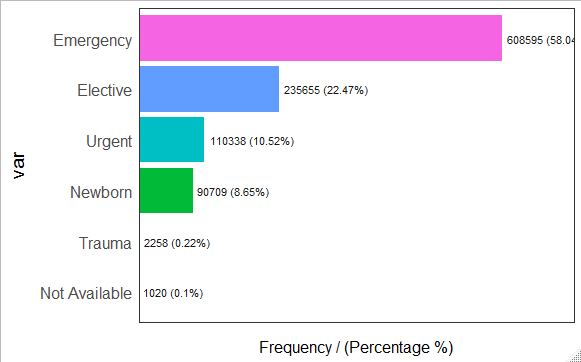 Emergency 608595 (58.04
Elective 235655 (22.47%)
Urgent 110338 (10.52%)
var
Newborn 90709 (8.65%)
Trauma 2258 (0.22%)
Not Available 1020 (0.1%)
Frequency / (Percentage %)